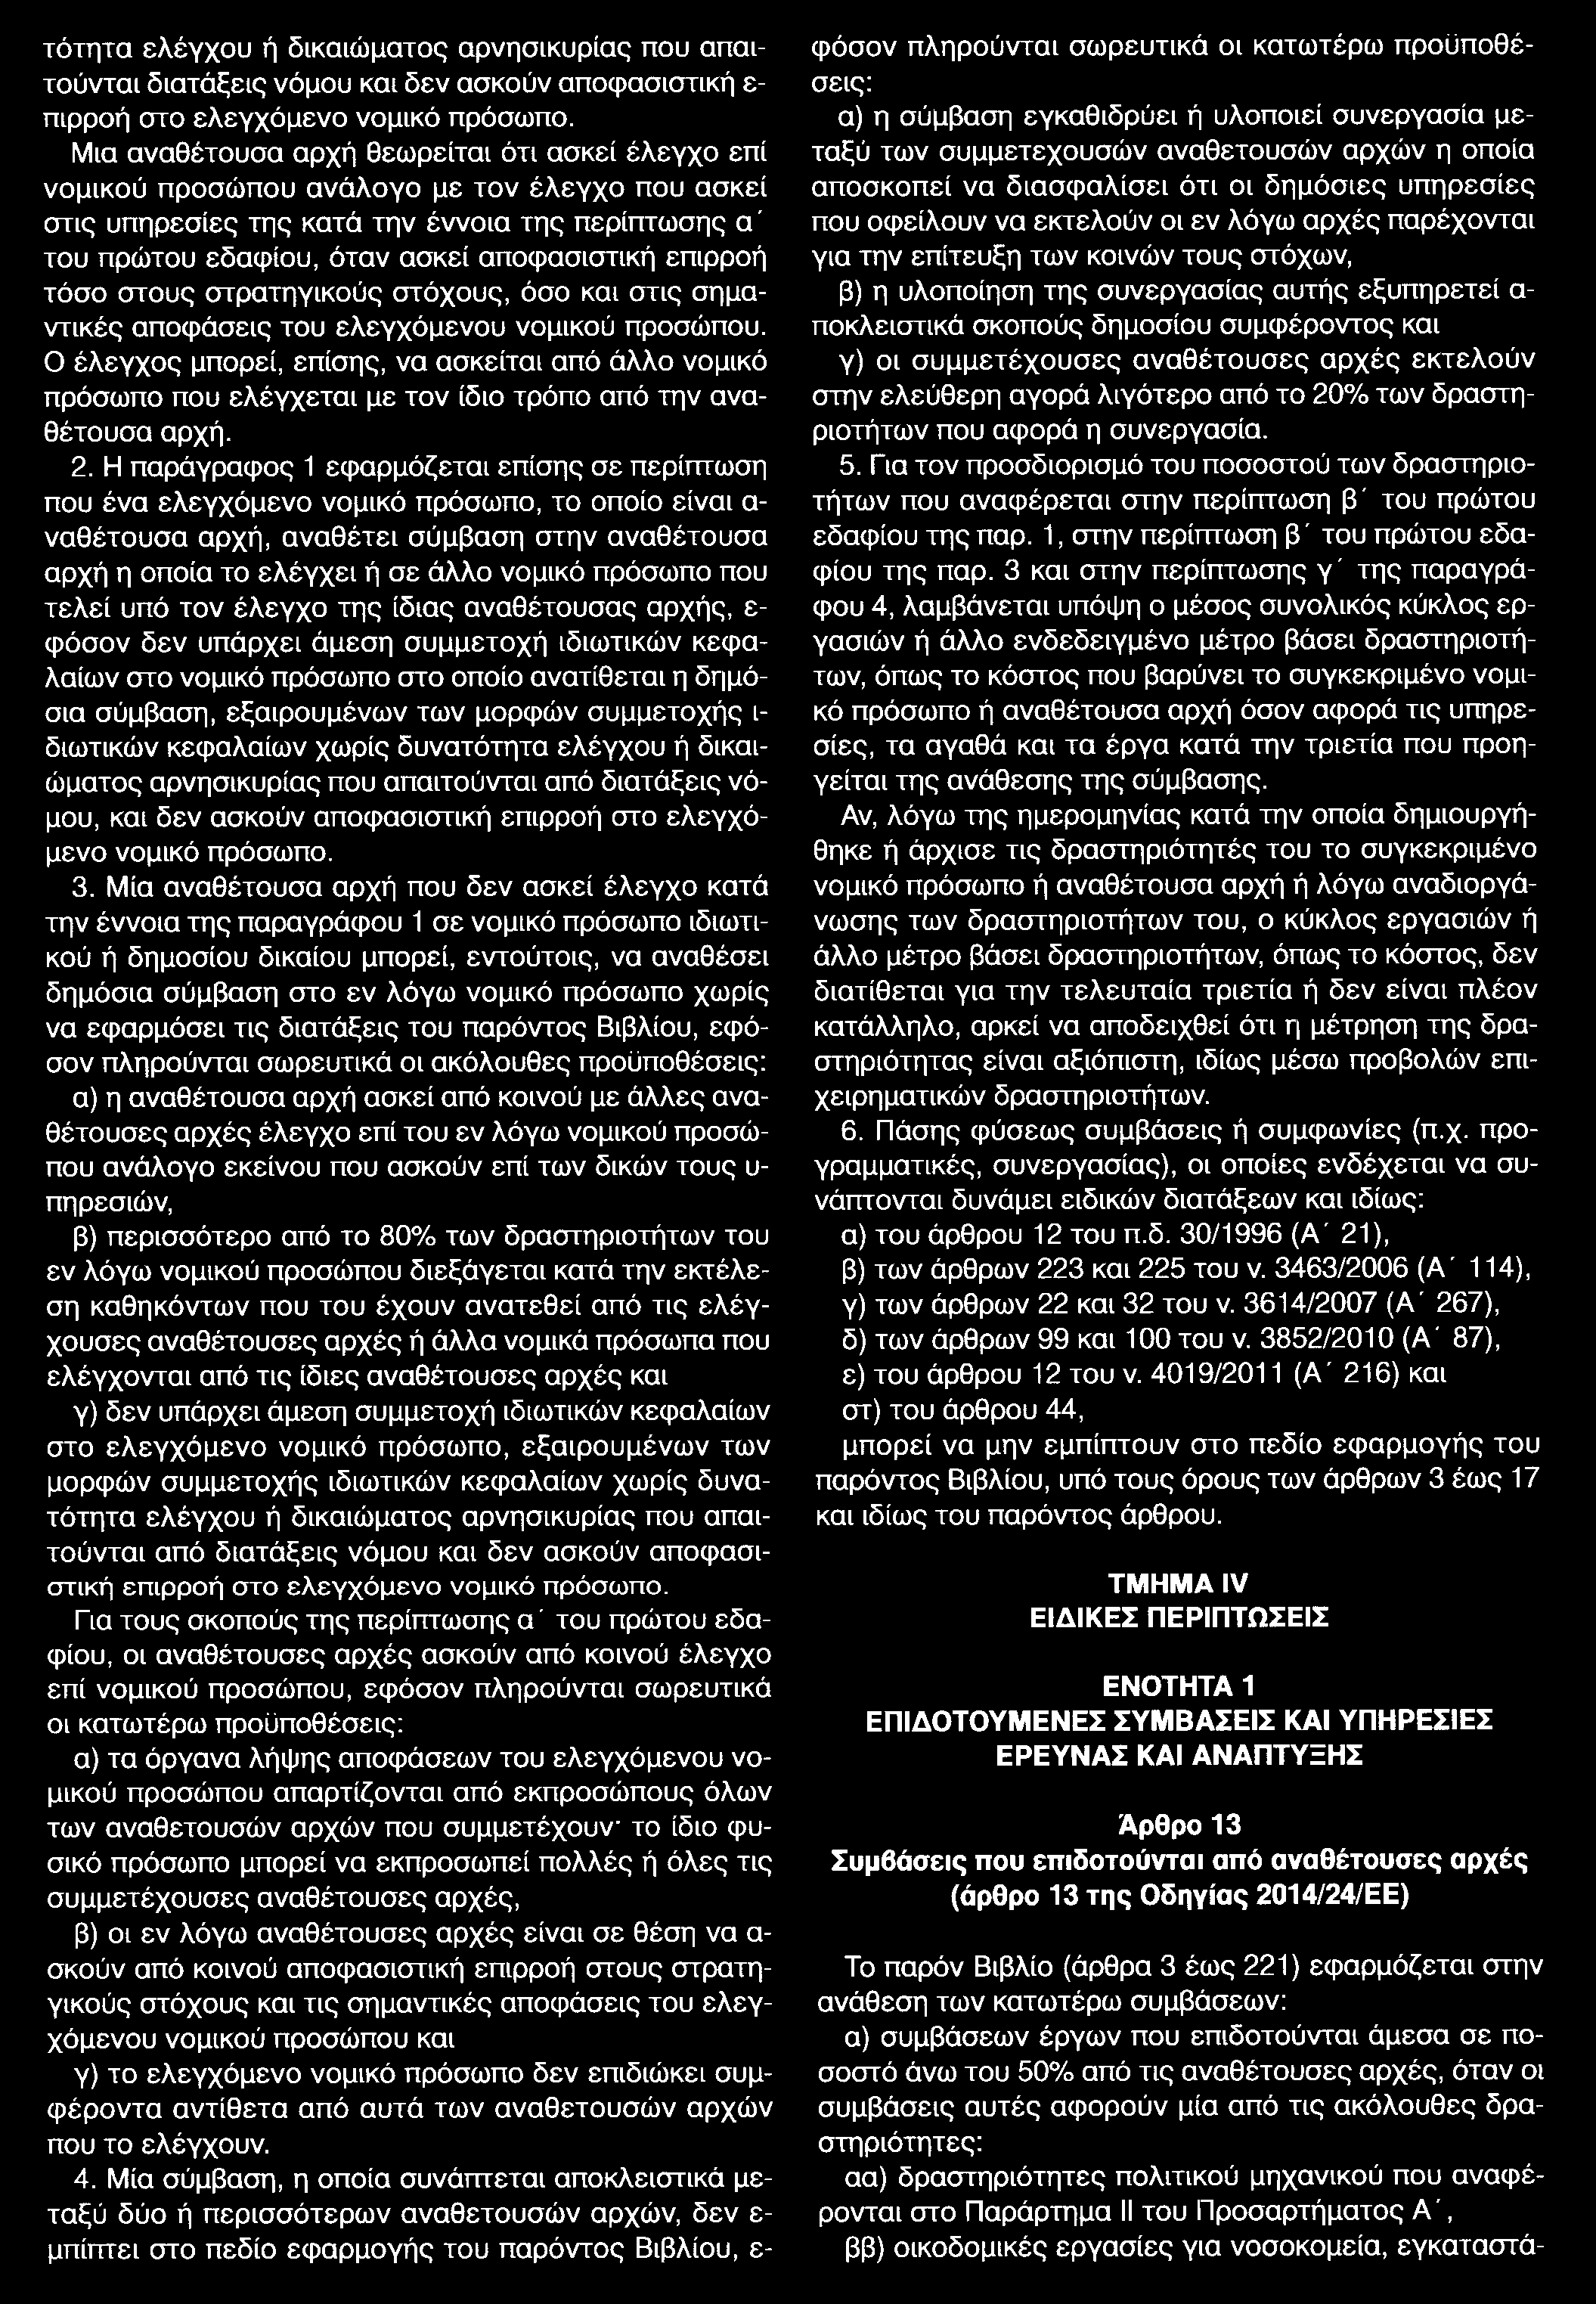 τότητα ελέγχου ή δικαιώματος αρνησικυρίας που απαι-
τούνται διατάξεις νόμου και δεν ασκούν αποφασιστική ε-
πιρροή στο ελεγχόμενο νομικό πρόσωπο.
Μια αναθέτουσα αρχή θεωρείται ότι ασκεί έλεγχο επί
νομικού προσώπου ανάλογο με τον έλεγχο που ασκεί
στις υπηρεσίες της κατά την έννοια της περίπτωσης α΄
του πρώτου εδαφίου, όταν ασκεί αποφασιστική επιρροή
τόσο στους στρατηγικούς στόχους, όσο και στις σημα-
ντικές αποφάσεις του ελεγχόμενου νομικού προσώπου.
Ο έλεγχος μπορεί, επίσης, να ασκείται από άλλο νομικό
πρόσωπο που ελέγχεται με τον ίδιο τρόπο από την ανα-
θέτουσα αρχή.
2. Η παράγραφος 1 εφαρμόζεται επίσης σε περίπτωση
που ένα ελεγχόμενο νομικό πρόσωπο, το οποίο είναι α-
ναθέτουσα αρχή, αναθέτει σύμβαση στην αναθέτουσα
αρχή η οποία το ελέγχει ή σε άλλο νομικό πρόσωπο που
τελεί υπό τον έλεγχο της ίδιας αναθέτουσας αρχής, ε-
φόσον δεν υπάρχει άμεση συμμετοχή ιδιωτικών κεφα-
λαίων στο νομικό πρόσωπο στο οποίο ανατίθεται η δημό-
σια σύμβαση, εξαιρουμένων των μορφών συμμετοχής ι-
διωτικών κεφαλαίων χωρίς δυνατότητα ελέγχου ή δικαι-
ώματος αρνησικυρίας που απαιτούνται από διατάξεις νό-
μου, και δεν ασκούν αποφασιστική επιρροή στο ελεγχό-
μενο νομικό πρόσωπο.
3. Μία αναθέτουσα αρχή που δεν ασκεί έλεγχο κατά
την έννοια της παραγράφου 1 σε νομικό πρόσωπο ιδιωτι-
κού ή δημοσίου δικαίου μπορεί, εντούτοις, να αναθέσει
δημόσια σύμβαση στο εν λόγω νομικό πρόσωπο χωρίς
να εφαρμόσει τις διατάξεις του παρόντος Βιβλίου, εφό-
σον πληρούνται σωρευτικά οι ακόλουθες προϋποθέσεις:
α) η αναθέτουσα αρχή ασκεί από κοινού με άλλες ανα-
θέτουσες αρχές έλεγχο επί του εν λόγω νομικού προσώ-
που ανάλογο εκείνου που ασκούν επί των δικών τους υ-
πηρεσιών,
β) περισσότερο από το 80% των δραστηριοτήτων του
εν λόγω νομικού προσώπου διεξάγεται κατά την εκτέλε-
ση καθηκόντων που του έχουν ανατεθεί από τις ελέγ-
χουσες αναθέτουσες αρχές ή άλλα νομικά πρόσωπα που
ελέγχονται από τις ίδιες αναθέτουσες αρχές και
γ) δεν υπάρχει άμεση συμμετοχή ιδιωτικών κεφαλαίων
στο ελεγχόμενο νομικό πρόσωπο, εξαιρουμένων των
μορφών συμμετοχής ιδιωτικών κεφαλαίων χωρίς δυνα-
τότητα ελέγχου ή δικαιώματος αρνησικυρίας που απαι-
τούνται από διατάξεις νόμου και δεν ασκούν αποφασι-
στική επιρροή στο ελεγχόμενο νομικό πρόσωπο.
Για τους σκοπούς της περίπτωσης α΄ του πρώτου εδα-
φίου, οι αναθέτουσες αρχές ασκούν από κοινού έλεγχο
επί νομικού προσώπου, εφόσον πληρούνται σωρευτικά
οι κατωτέρω προϋποθέσεις:
α) τα όργανα λήψης αποφάσεων του ελεγχόμενου νο-
μικού προσώπου απαρτίζονται από εκπροσώπους όλων
των αναθετουσών αρχών που συμμετέχουν· το ίδιο φυ-
σικό πρόσωπο μπορεί να εκπροσωπεί πολλές ή όλες τις
συμμετέχουσες αναθέτουσες αρχές,
β) οι εν λόγω αναθέτουσες αρχές είναι σε θέση να α-
σκούν από κοινού αποφασιστική επιρροή στους στρατη-
γικούς στόχους και τις σημαντικές αποφάσεις του ελεγ-
χόμενου νομικού προσώπου και
γ) το ελεγχόμενο νομικό πρόσωπο δεν επιδιώκει συμ-
φέροντα αντίθετα από αυτά των αναθετουσών αρχών
που το ελέγχουν.
4. Μία σύμβαση, η οποία συνάπτεται αποκλειστικά με-
ταξύ δύο ή περισσότερων αναθετουσών αρχών, δεν ε-
μπίπτει στο πεδίο εφαρμογής του παρόντος Βιβλίου, ε-
φόσον πληρούνται σωρευτικά οι κατωτέρω προϋποθέ-
σεις:
α) η σύμβαση εγκαθιδρύει ή υλοποιεί συνεργασία με-
ταξύ των συμμετεχουσών αναθετουσών αρχών η οποία
αποσκοπεί να διασφαλίσει ότι οι δημόσιες υπηρεσίες
που οφείλουν να εκτελούν οι εν λόγω αρχές παρέχονται
για την επίτευξη των κοινών τους στόχων,
β) η υλοποίηση της συνεργασίας αυτής εξυπηρετεί α-
ποκλειστικά σκοπούς δημοσίου συμφέροντος και
γ) οι συμμετέχουσες αναθέτουσες αρχές εκτελούν
στην ελεύθερη αγορά λιγότερο από το 20% των δραστη-
ριοτήτων που αφορά η συνεργασία.
5. Για τον προσδιορισμό του ποσοστού των δραστηριο-
τήτων που αναφέρεται στην περίπτωση β΄ του πρώτου
εδαφίου της παρ. 1, στην περίπτωση β΄ του πρώτου εδα-
φίου της παρ. 3 και στην περίπτωσης γ΄ της παραγρά-
φου 4, λαμβάνεται υπόψη ο μέσος συνολικός κύκλος ερ-
γασιών ή άλλο ενδεδειγμένο μέτρο βάσει δραστηριοτή-
των, όπως το κόστος που βαρύνει το συγκεκριμένο νομι-
κό πρόσωπο ή αναθέτουσα αρχή όσον αφορά τις υπηρε-
σίες, τα αγαθά και τα έργα κατά την τριετία που προη-
γείται της ανάθεσης της σύμβασης.
Αν, λόγω της ημερομηνίας κατά την οποία δημιουργή-
θηκε ή άρχισε τις δραστηριότητές του το συγκεκριμένο
νομικό πρόσωπο ή αναθέτουσα αρχή ή λόγω αναδιοργά-
νωσης των δραστηριοτήτων του, ο κύκλος εργασιών ή
άλλο μέτρο βάσει δραστηριοτήτων, όπως το κόστος, δεν
διατίθεται για την τελευταία τριετία ή δεν είναι πλέον
κατάλληλο, αρκεί να αποδειχθεί ότι η μέτρηση της δρα-
στηριότητας είναι αξιόπιστη, ιδίως μέσω προβολών επι-
χειρηματικών δραστηριοτήτων.
6. Πάσης φύσεως συμβάσεις ή συμφωνίες (π.χ. προ-
γραμματικές, συνεργασίας), οι οποίες ενδέχεται να συ-
νάπτονται δυνάμει ειδικών διατάξεων και ιδίως:
α) του άρθρου 12 του π.δ. 30/1996 (Α΄ 21),
β) των άρθρων 223 και 225 του ν. 3463/2006 (Α΄ 114),
γ) των άρθρων 22 και 32 του ν. 3614/2007 (Α΄ 267),
δ) των άρθρων 99 και 100 του ν. 3852/2010 (Α΄ 87),
ε) του άρθρου 12 του ν. 4019/2011 (Α΄ 216) και
στ) του άρθρου 44,
μπορεί να μην εμπίπτουν στο πεδίο εφαρμογής του
παρόντος Βιβλίου, υπό τους όρους των άρθρων 3 έως 17
και ιδίως του παρόντος άρθρου.
ΤΜΗΜΑ IV
ΕΙΔΙΚΕΣ ΠΕΡΙΠΤΩΣΕΙΣ
ΕΝΟΤΗΤΑ 1
ΕΠΙΔΟΤΟΥΜΕΝΕΣ ΣΥΜΒΑΣΕΙΣ ΚΑΙ ΥΠΗΡΕΣΙΕΣ
ΕΡΕΥΝΑΣ ΚΑΙ ΑΝΑΠΤΥΞΗΣ
Άρθρο 13
Συμβάσεις που επιδοτούνται από αναθέτουσες αρχές
(άρθρο 13 της Οδηγίας 2014/24/ΕΕ)
Το παρόν Βιβλίο (άρθρα 3 έως 221) εφαρμόζεται στην
ανάθεση των κατωτέρω συμβάσεων:
α) συμβάσεων έργων που επιδοτούνται άμεσα σε πο-
σοστό άνω του 50% από τις αναθέτουσες αρχές, όταν οι
συμβάσεις αυτές αφορούν μία από τις ακόλουθες δρα-
στηριότητες:
αα) δραστηριότητες πολιτικού μηχανικού που αναφέ-
ρονται στο Παράρτημα ΙΙ του Προσαρτήματος Α΄,
ββ) οικοδομικές εργασίες για νοσοκομεία, εγκαταστά-